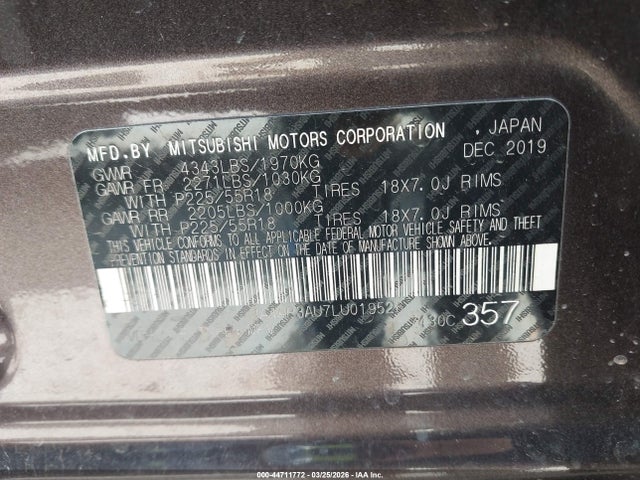 MFD.BY MITSUBISHI MOTORS CORPORATION , JAPAN
GVWR 4343LBS/1970KG DEC 2019
GAWR FR 2271LBS/1030KG
WITH P225/55R18 TIRES 18X7.0J RIMS
GAWR RR 2205LBS/1000KG
WITH P225/55R18 TIRES 18X7.0J RIMS
THIS VEHICLE CONFORMS TO ALL APPLICABLE FEDERAL MOTOR VEHICLE SAFETY AND THEFT
PREVENTION STANDARDS IN EFFECT ON THE DATE OF MANUFACTURE SHOWN ABOVE.
357
000-44711772 - 03/25/2026 - IAA Inc.